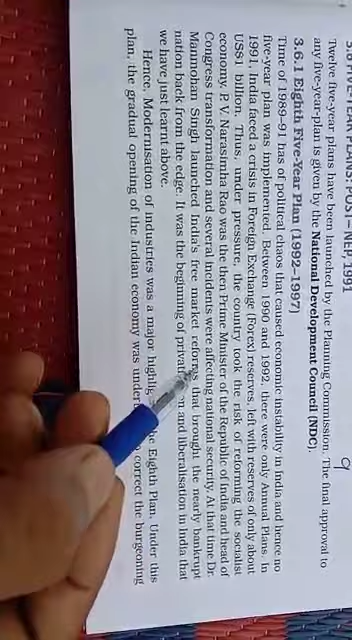 3.6 FIVE-YEAR PLANS: POST – NEP, 1991
Twelve five-year plans have been launched by the Planning Commission. The final approval to
any five-year-plan is given by the National Development Council (NDC).
3.6.1 Eighth Five-Year Plan (1992–1997)
Time of 1989–91 has of political chaos that caused economic instability in India and hence no
five-year plan was implemented. Between 1990 and 1992, there were only Annual Plans. In
1991, India faced a crisis in Foreign Exchange (Forex) reserves, left with reserves of only about
US$1 billion. Thus, under pressure, the country took the risk of reforming the socialist
economy. P. V. Narasimha Rao was the then Prime Minister of the Republic of India and head of
Congress transformation and several incidents were affecting national security. At that time Dr.
Manmohan Singh launched India's free market reforms that brought the nearly bankrupt
nation back from the edge. It was the beginning of and liberalisation in India that
we have just learnt above.
Hence, Modernisation of industries was a major Eighth Plan. Under this
plan, the gradual opening of the Indian economy was correct the burgeoning